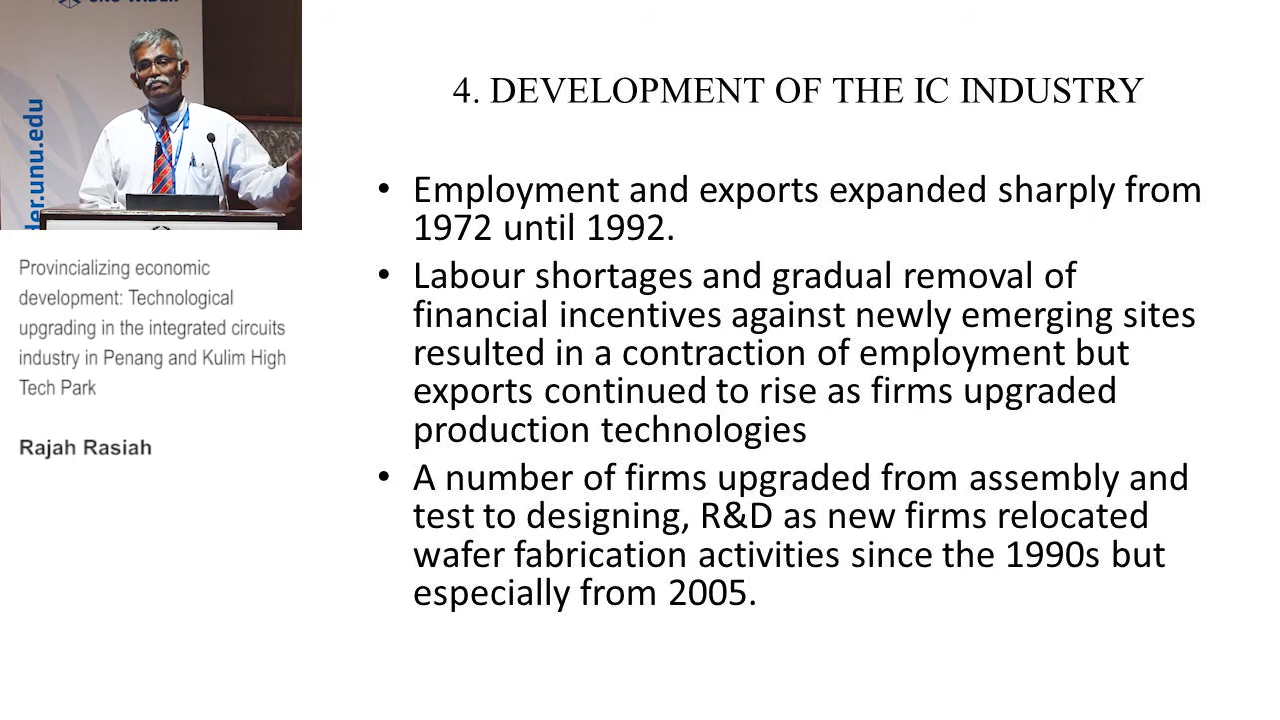 der.unu.edu
Provincializing economic
development: Technological
upgrading in the integrated circuits
industry in Penang and Kulim High
Tech Park
Rajah Rasiah
4. DEVELOPMENT OF THE IC INDUSTRY
• Employment and exports expanded sharply from
1972 until 1992.
• Labour shortages and gradual removal of
financial incentives against newly emerging sites
resulted in a contraction of employment but
exports continued to rise as firms upgraded
production technologies
• A number of firms upgraded from assembly and
test to designing, R&D as new firms relocated
wafer fabrication activities since the 1990s but
especially from 2005.